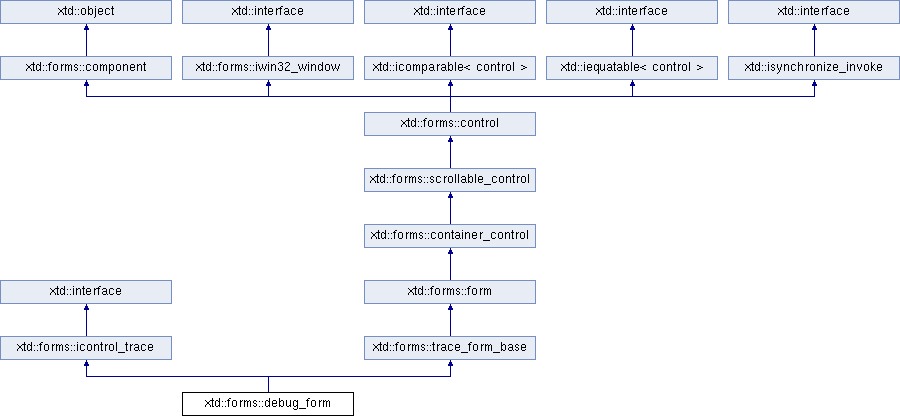 xtd::object xtd::interface xtd::interface xtd::interface xtd::interface
xtd::forms::component xtd::forms::iwin32_window xtd::icomparable< control > xtd::iequatable< control > xtd::isynchronize_invoke
xtd::forms::control
xtd::forms::scrollable_control
xtd::forms::container_control
xtd::interface xtd::forms::form
xtd::forms::icontrol_trace xtd::forms::trace_form_base
xtd::forms::debug_form